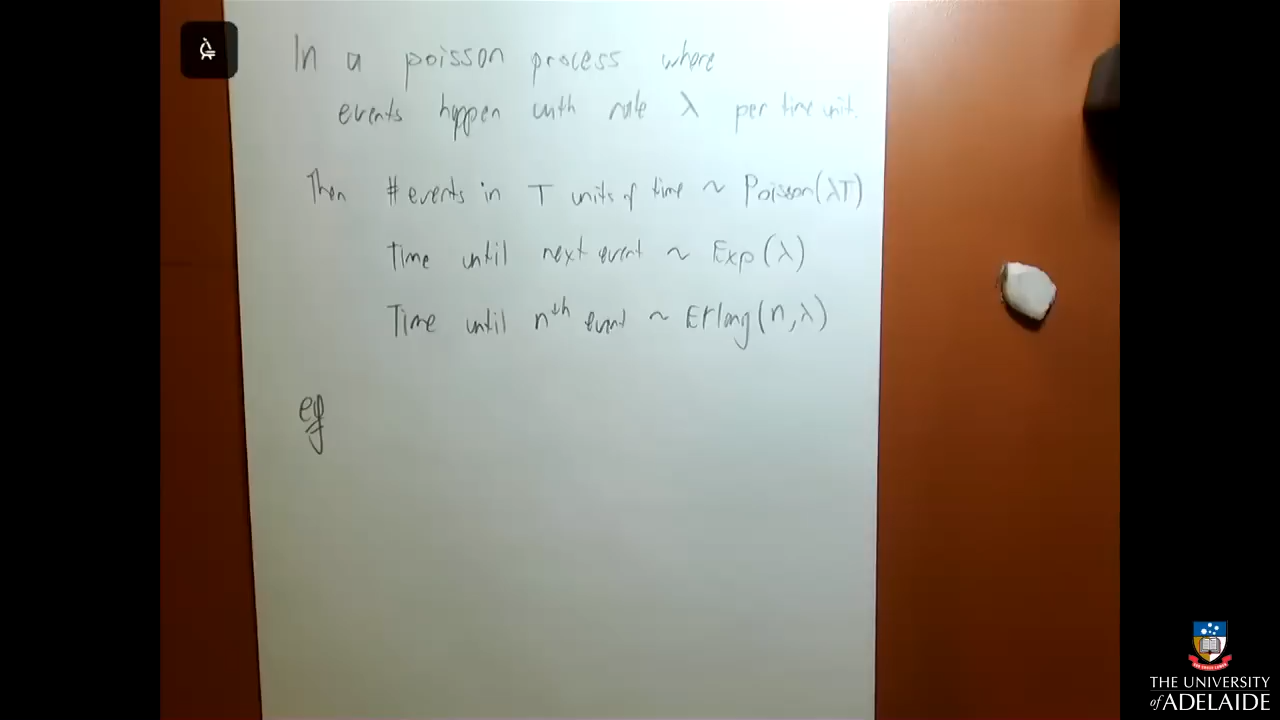 In a poisson process where
events happen with rate λ per time unit.
Then # events in T units of time ~ Poisson(λT)
Time until next event ~ Exp(λ)
Time until nth event ~ Erlang(n,λ)
eg
THE UNIVERSITY
of ADELAIDE